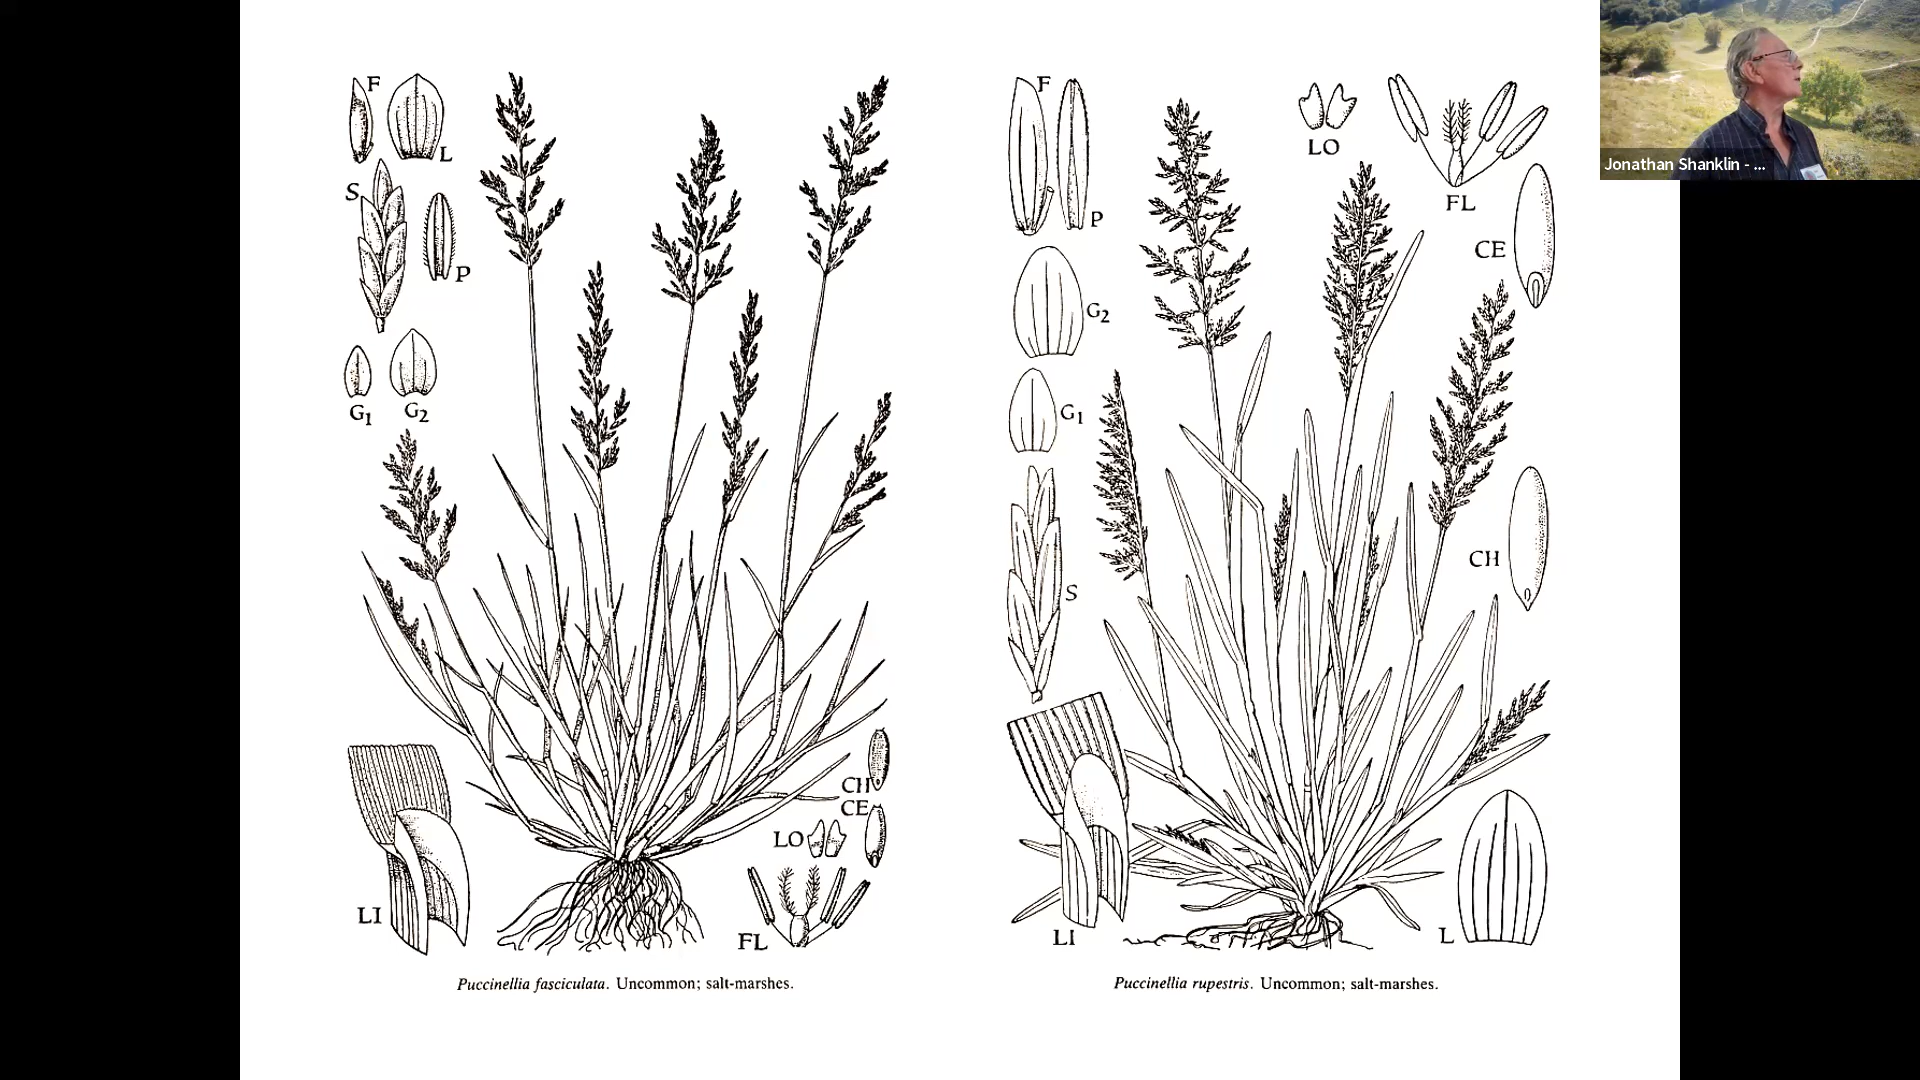 F
L
S
P
G1
G2
CH
CE
LO
LI
FL
Puccinellia fasciculata. Uncommon; salt-marshes.
F
P
LO
FL
CE
G2
G1
CH
S
LI
L
Puccinellia rupestris. Uncommon; salt-marshes.
Jonathan Shanklin - ...